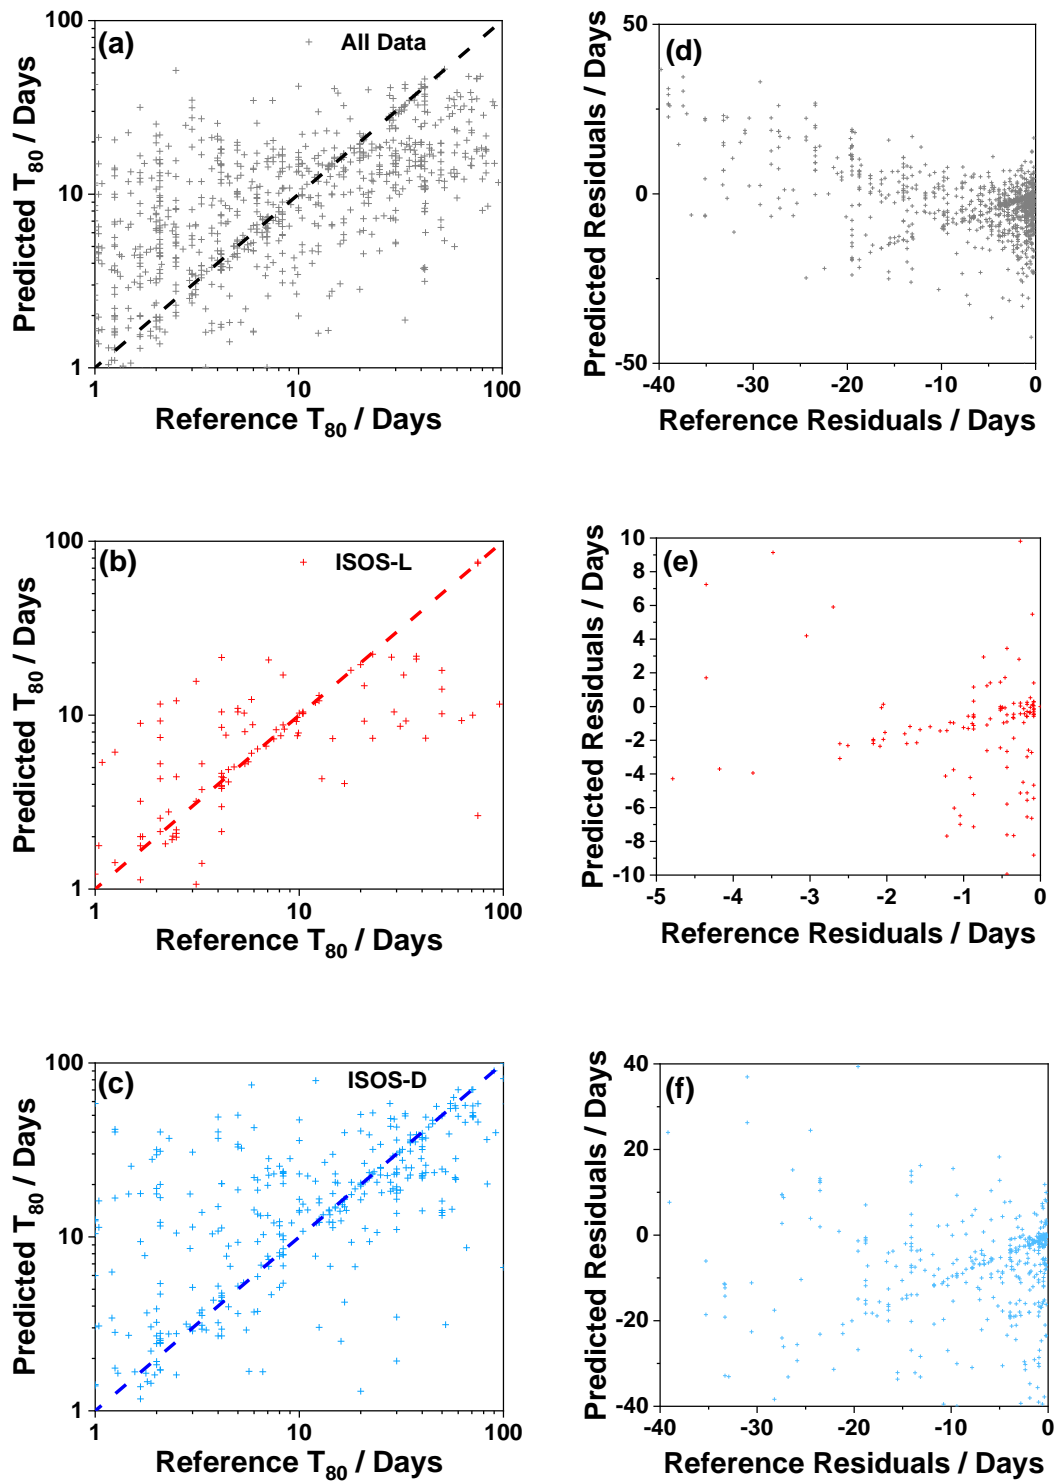 (a)
All Data
100
10
1
1
10
100
Predicted T80 / Days
Reference T80 / Days
(d)
50
0
-50
-40
-30
-20
-10
0
Predicted Residuals / Days
Reference Residuals / Days
(b)
ISOS-L
100
10
1
1
10
100
Predicted T80 / Days
Reference T80 / Days
(e)
10
8
6
4
2
0
-2
-4
-6
-8
-10
-5
-4
-3
-2
-1
0
Predicted Residuals / Days
Reference Residuals / Days
(c)
ISOS-D
100
10
1
1
10
100
Predicted T80 / Days
Reference T80 / Days
(f)
40
20
0
-20
-40
-40
-30
-20
-10
0
Predicted Residuals / Days
Reference Residuals / Days